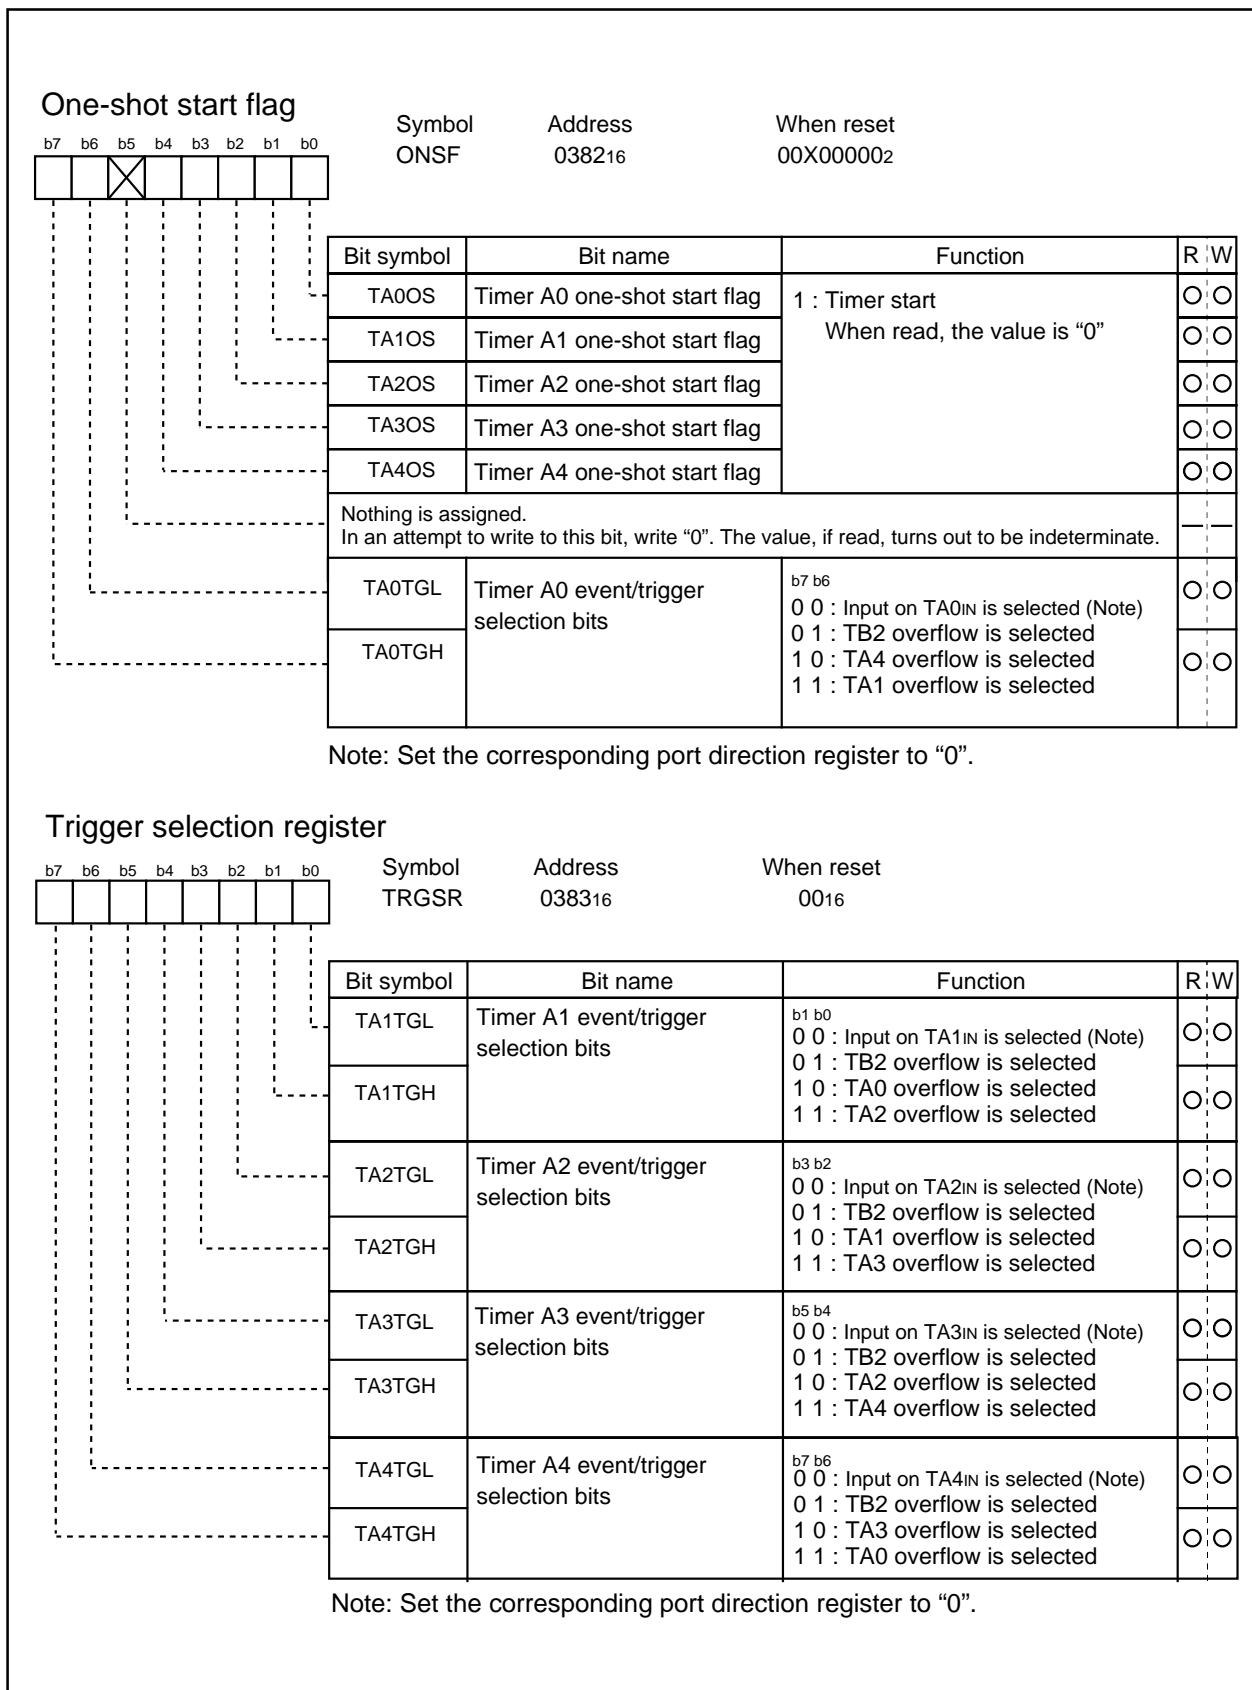 One-shot start flag
Symbol Address When reset
ONSF 038216 00X000002
b7 b6 b5 b4 b3 b2 b1 b0
Bit symbol Bit name Function R W
TA0OS Timer A0 one-shot start flag 1 : Timer start
When read, the value is “0”
TA1OS Timer A1 one-shot start flag
TA2OS Timer A2 one-shot start flag
TA3OS Timer A3 one-shot start flag
TA4OS Timer A4 one-shot start flag
Nothing is assigned.
In an attempt to write to this bit, write “0”. The value, if read, turns out to be indeterminate.
TA0TGL Timer A0 event/trigger
selection bits
TA0TGH
b7 b6
0 0 : Input on TA0IN is selected (Note)
0 1 : TB2 overflow is selected
1 0 : TA4 overflow is selected
1 1 : TA1 overflow is selected
Note: Set the corresponding port direction register to “0”.
Trigger selection register
Symbol Address When reset
TRGSR 038316 0016
b7 b6 b5 b4 b3 b2 b1 b0
Bit symbol Bit name Function R W
TA1TGL Timer A1 event/trigger
selection bits
TA1TGH
b1 b0
0 0 : Input on TA1IN is selected (Note)
0 1 : TB2 overflow is selected
1 0 : TA0 overflow is selected
1 1 : TA2 overflow is selected
TA2TGL Timer A2 event/trigger
selection bits
TA2TGH
b3 b2
0 0 : Input on TA2IN is selected (Note)
0 1 : TB2 overflow is selected
1 0 : TA1 overflow is selected
1 1 : TA3 overflow is selected
TA3TGL Timer A3 event/trigger
selection bits
TA3TGH
b5 b4
0 0 : Input on TA3IN is selected (Note)
0 1 : TB2 overflow is selected
1 0 : TA2 overflow is selected
1 1 : TA4 overflow is selected
TA4TGL Timer A4 event/trigger
selection bits
TA4TGH
b7 b6
0 0 : Input on TA4IN is selected (Note)
0 1 : TB2 overflow is selected
1 0 : TA3 overflow is selected
1 1 : TA0 overflow is selected
Note: Set the corresponding port direction register to “0”.